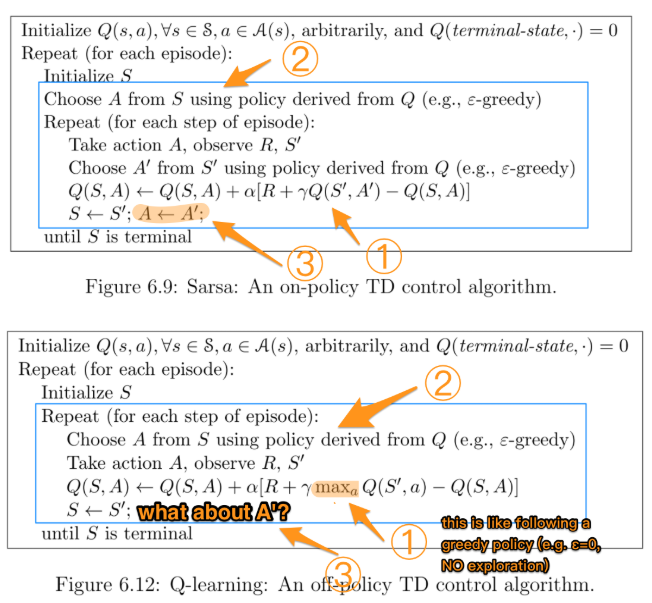 Initialize Q(s, a), ∀s ∈ S, a ∈ A(s), arbitrarily, and Q(terminal-state, ·) = 0
Repeat (for each episode):
Initialize S
②
Choose A from S using policy derived from Q (e.g., ε-greedy)
Repeat (for each step of episode):
Take action A, observe R, S′
Choose A′ from S′ using policy derived from Q (e.g., ε-greedy)
Q(S, A) ← Q(S, A) + α[R + γQ(S′, A′) − Q(S, A)]
S ← S′; A ← A′;
until S is terminal
③ ①
Figure 6.9: Sarsa: An on-policy TD control algorithm.
Initialize Q(s, a), ∀s ∈ S, a ∈ A(s), arbitrarily, and Q(terminal-state, ·) = 0
Repeat (for each episode):
Initialize S
②
Repeat (for each step of episode):
Choose A from S using policy derived from Q (e.g., ε-greedy)
Take action A, observe R, S′
Q(S, A) ← Q(S, A) + α[R + γ maxₐ Q(S′, a) − Q(S, A)]
S ← S′; what about A'?
until S is terminal
①
this is like following a
greedy policy (e.g. ε=0,
NO exploration)
③
Figure 6.12: Q-learning: An off-policy TD control algorithm.